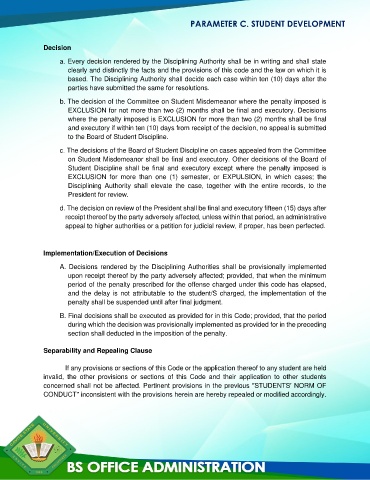 PARAMETER C. STUDENT DEVELOPMENT
Decision
a. Every decision rendered by the Disciplining Authority shall be in writing and shall state
clearly and distinctly the facts and the provisions of this code and the law on which it is
based. The Disciplining Authority shall decide each case within ten (10) days after the
parties have submitted the same for resolutions.
b. The decision of the Committee on Student Misdemeanor where the penalty imposed is
EXCLUSION for not more than two (2) months shall be final and executory. Decisions
where the penalty imposed is EXCLUSION for more than two (2) months shall be final
and executory if within ten (10) days from receipt of the decision, no appeal is submitted
to the Board of Student Discipline.
c. The decisions of the Board of Student Discipline on cases appealed from the Committee
on Student Misdemeanor shall be final and executory. Other decisions of the Board of
Student Discipline shall be final and executory except where the penalty imposed is
EXCLUSION for more than one (1) semester, or EXPULSION, in which cases; the
Disciplining Authority shall elevate the case, together with the entire records, to the
President for review.
d. The decision on review of the President shall be final and executory fifteen (15) days after
receipt thereof by the party adversely affected, unless within that period, an administrative
appeal to higher authorities or a petition for judicial review, if proper, has been perfected.
Implementation/Execution of Decisions
A. Decisions rendered by the Disciplining Authorities shall be provisionally implemented
upon receipt thereof by the party adversely affected; provided, that when the minimum
period of the penalty prescribed for the offense charged under this code has elapsed,
and the delay is not attributable to the student/S charged, the implementation of the
penalty shall be suspended until after final judgment.
B. Final decisions shall be executed as provided for in this Code; provided, that the period
during which the decision was provisionally implemented as provided for in the preceding
section shall deducted in the imposition of the penalty.
Separability and Repealing Clause
If any provisions or sections of this Code or the application thereof to any student are held
invalid, the other provisions or sections of this Code and their application to other students
concerned shall not be affected. Pertinent provisions in the previous "STUDENTS' NORM OF
CONDUCT" inconsistent with the provisions herein are hereby repealed or modified accordingly.
BS OFFICE ADMINISTRATION